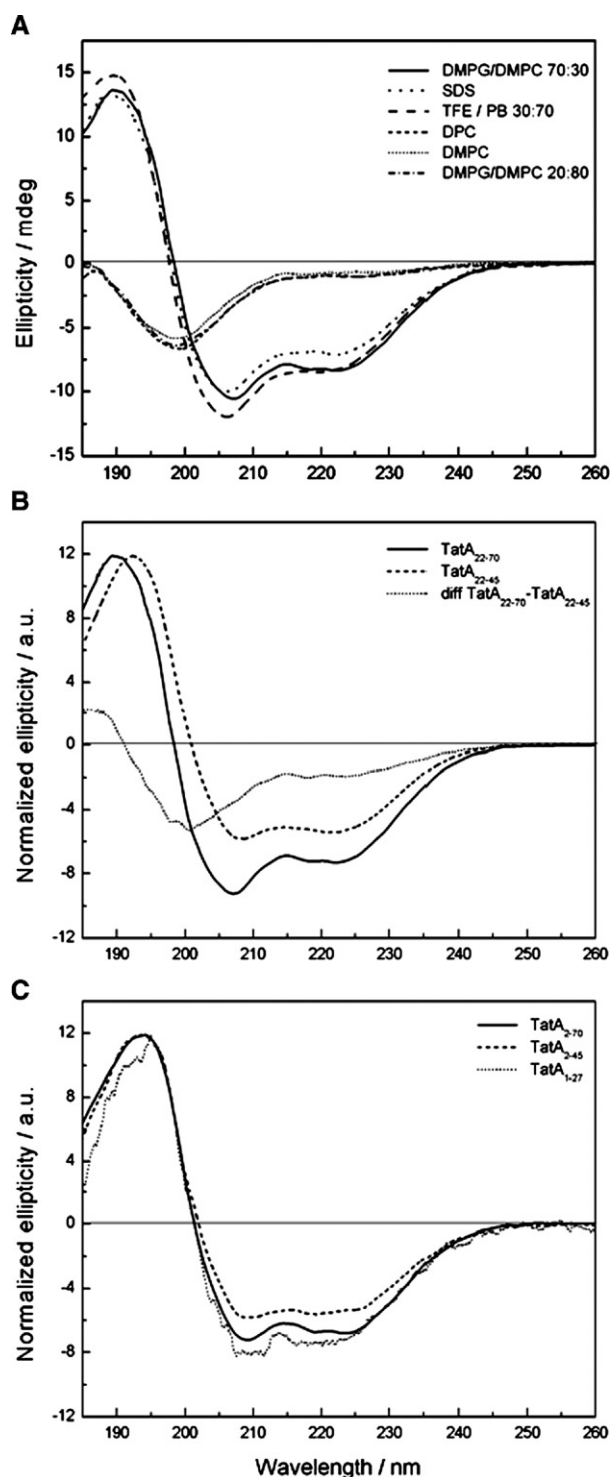 A
15
10
5
0
-5
-10
-15
Ellipticity / mdeg
DMPG/DMPC 70:30
SDS
TFE / PB 30:70
DPC
DMPC
DMPG/DMPC 20:80
190 200 210 220 230 240 250 260
B
12
8
4
0
-4
-8
-12
Normalized ellipticity / a.u.
TatA22-70
TatA22-45
diff TatA22-70-TatA22-45
190 200 210 220 230 240 250 260
C
12
8
4
0
-4
-8
-12
Normalized ellipticity / a.u.
TatA2-70
TatA2-45
TatA1-27
190 200 210 220 230 240 250 260
Wavelength / nm